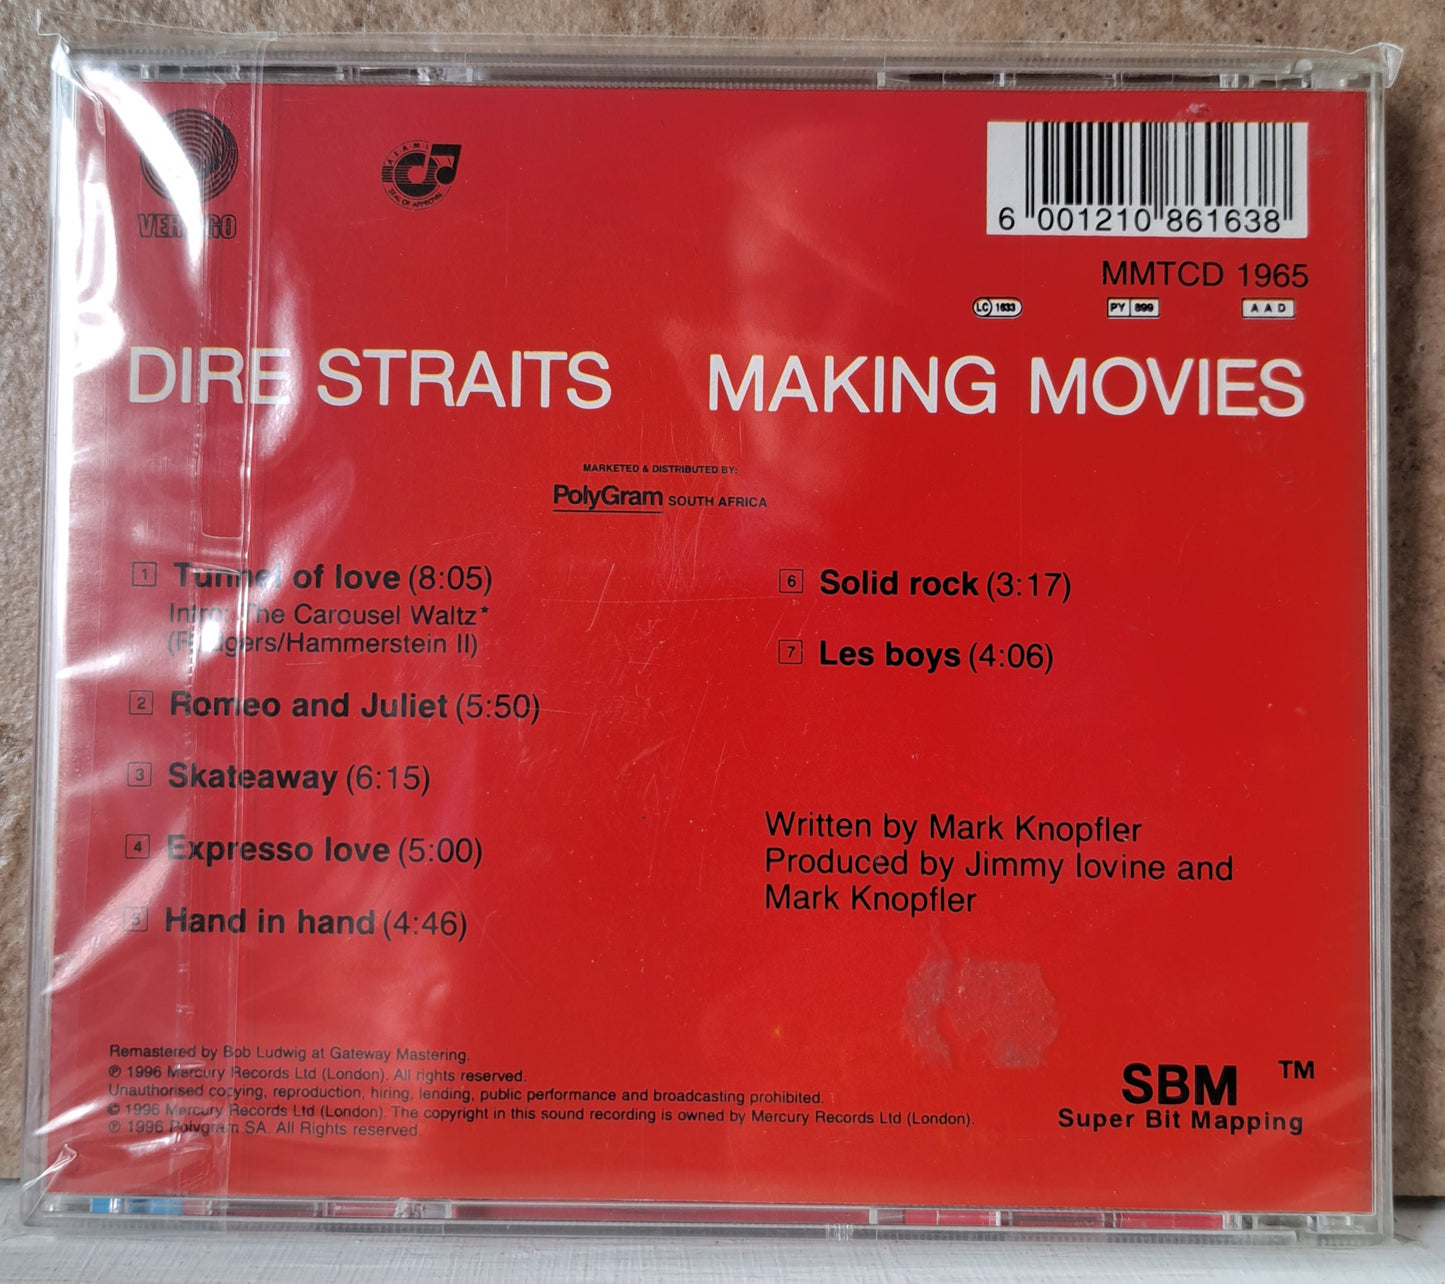 VERTIGO
ASAMI
SEAL OF APPROVAL
6 001210 861638
MMTCD 1965
LC 1633
PY 899
AAD
DIRE STRAITS MAKING MOVIES
MARKETED & DISTRIBUTED BY:
PolyGram SOUTH AFRICA
1 Tunnel of love (8:05)
Intro: The Carousel Waltz*
(Rodgers/Hammerstein II)
2 Romeo and Juliet (5:50)
3 Skateaway (6:15)
4 Expresso love (5:00)
5 Hand in hand (4:46)
6 Solid rock (3:17)
7 Les boys (4:06)
Written by Mark Knopfler
Produced by Jimmy Iovine and
Mark Knopfler
Remastered by Bob Ludwig at Gateway Mastering.
℗ 1996 Mercury Records Ltd (London). All rights reserved.
Unauthorised copying, reproduction, hiring, lending, public performance and broadcasting prohibited.
© 1996 Mercury Records Ltd (London). The copyright in this sound recording is owned by Mercury Records Ltd (London).
℗ 1996 Polygram SA. All Rights reserved.
SBM ™
Super Bit Mapping